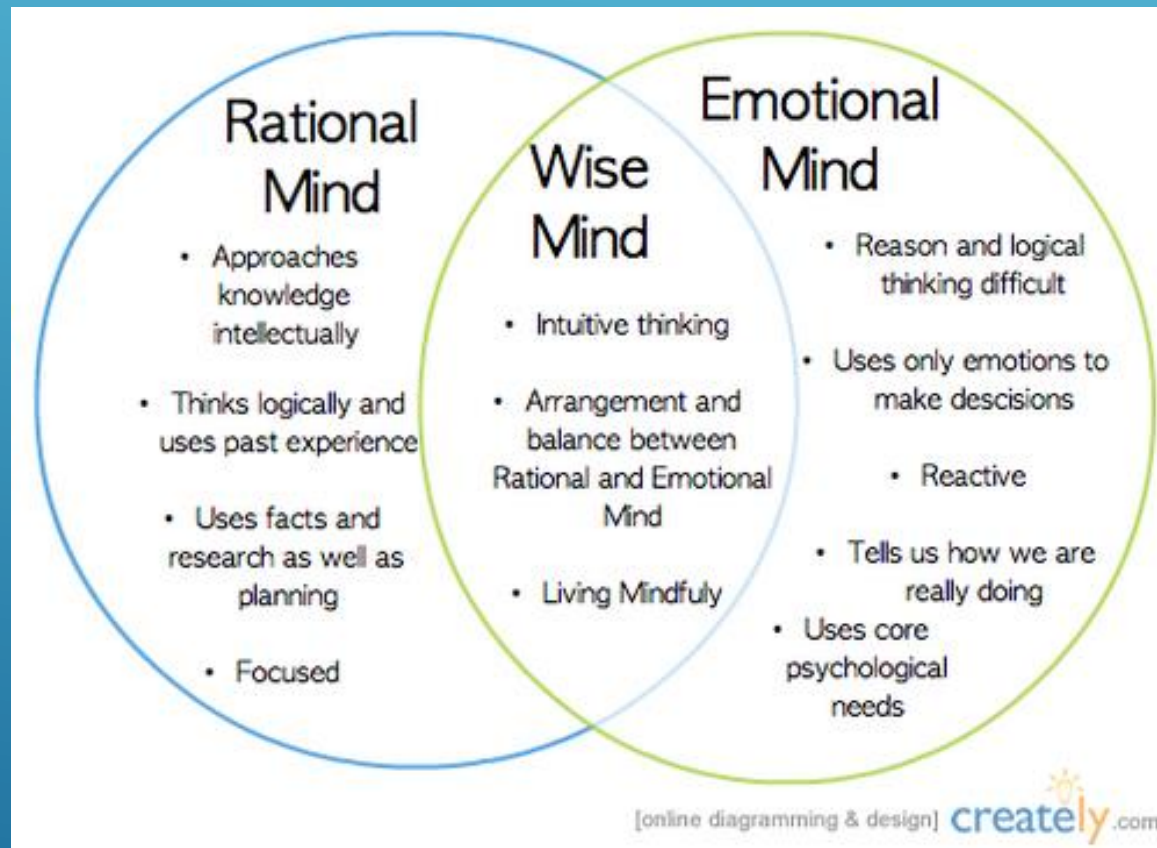 Rational
Mind
• Approaches
knowledge
intellectually
• Thinks logically and
uses past experience
• Uses facts and
research as well as
planning
• Focused
Wise
Mind
• Intuitive thinking
• Arrangement and
balance between
Rational and Emotional
Mind
• Living Mindfuly
Emotional
Mind
• Reason and logical
thinking difficult
• Uses only emotions to
make descisions
• Reactive
• Tells us how we are
really doing
• Uses core
psychological
needs
[online diagramming & design] creately.com